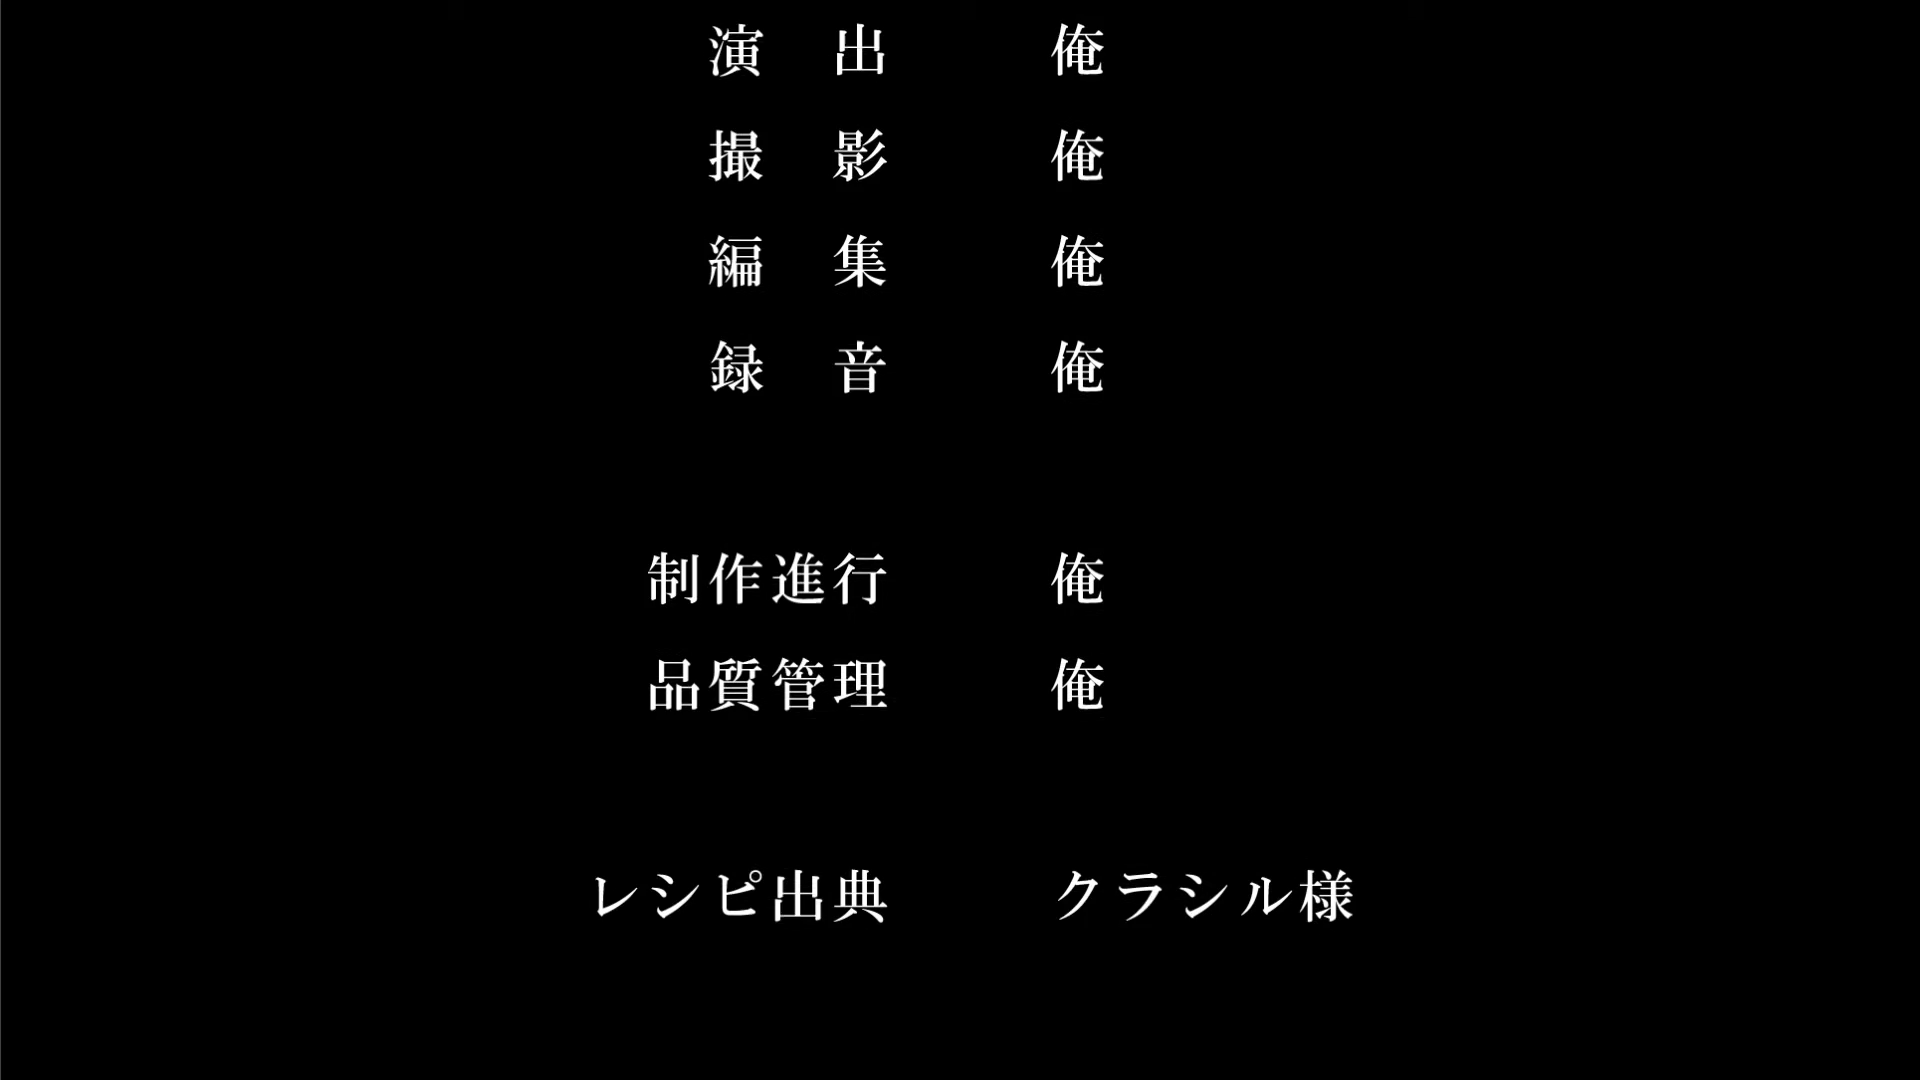 演　出　　俺
撮　影　　俺
編　集　　俺
録　音　　俺
制作進行　　俺
品質管理　　俺
レシピ出典　　クラシル様